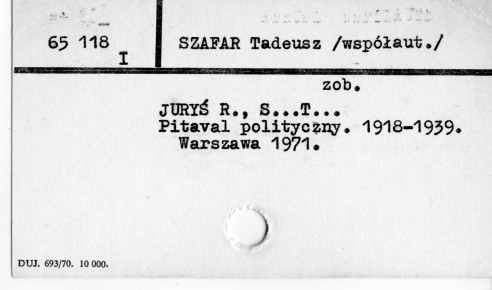 65 118
I
SZAFAR Tadeusz /współaut./
zob.
JURYŚ R., S...T...
Pitaval polityczny. 1918-1939.
Warszawa 1971.
DUJ. 693/70. 10 000.